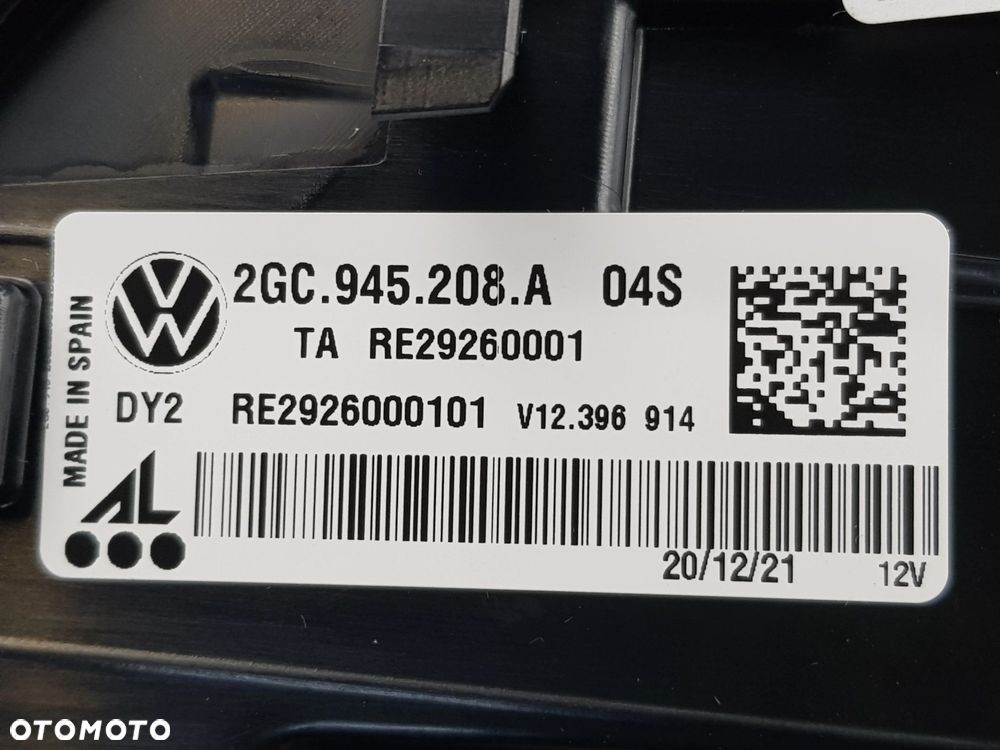 2GC.945.208.A 04S
TA RE29260001
DY2 RE2926000101 V12.396 914
MADE IN SPAIN
AL
20/12/21 12V
OTOMOTO